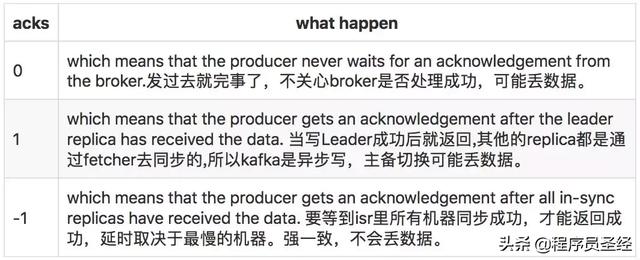 acks what happen
which means that the producer never waits for an acknowledgement from
0
the broker.发过去就完事了，不关心broker是否处理成功，可能丢数据。
which means that the producer gets an acknowledgement after the leader
1
replica has received the data. 当写Leader成功后就返回,其他的replica都是通
过fetcher去同步的,所以kafka是异步写，主备切换可能丢数据。
which means that the producer gets an acknowledgement after all in-sync
-1
replicas have received the data. 要等到isr里所有机器同步成功，才能返回成
功，延时取决于最慢的机器。强一致，不会丢数据。
头条 @程序员圣经